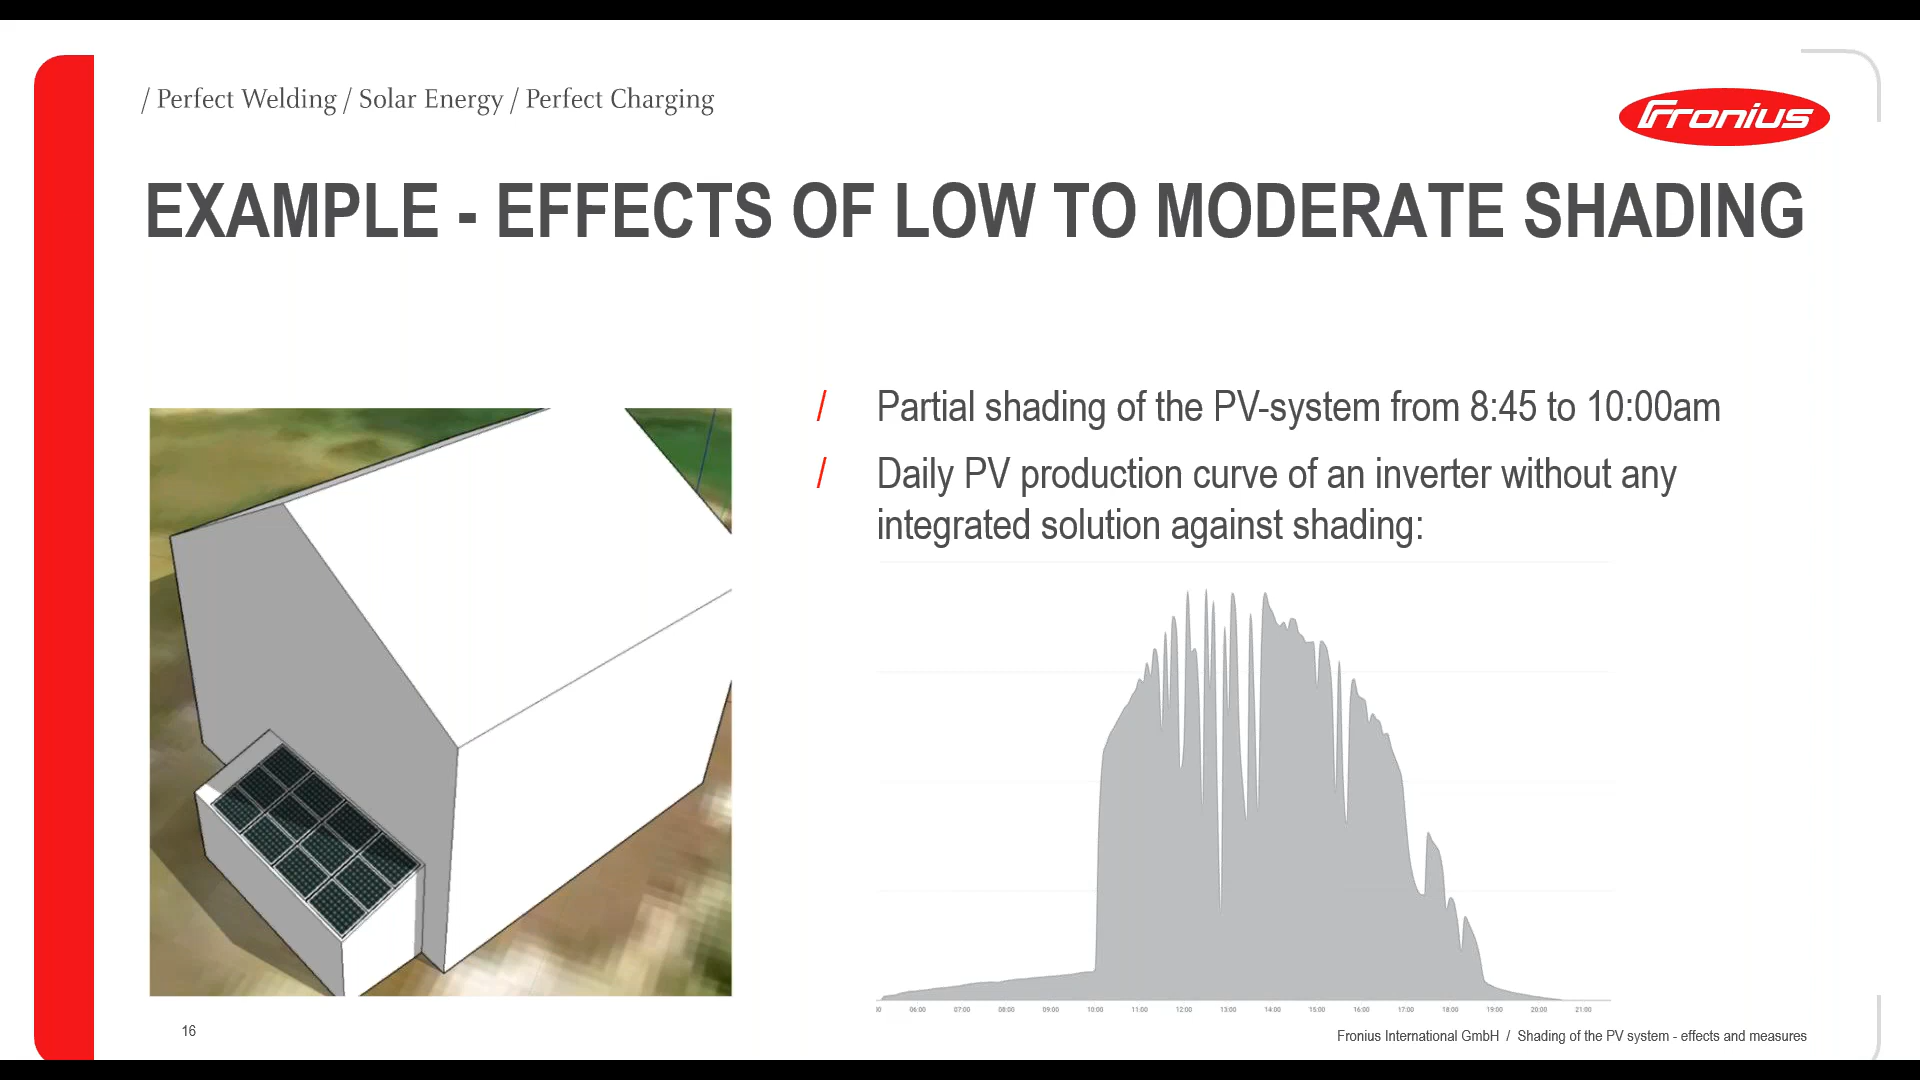 / Perfect Welding / Solar Energy / Perfect Charging
Fronius
EXAMPLE - EFFECTS OF LOW TO MODERATE SHADING
/ Partial shading of the PV-system from 8:45 to 10:00am
/ Daily PV production curve of an inverter without any
integrated solution against shading:
06:00 07:00 08:00 09:00 10:00 11:00 12:00 13:00 14:00 15:00 16:00 17:00 18:00 19:00 20:00 21:00
16
Fronius International GmbH / Shading of the PV system - effects and measures